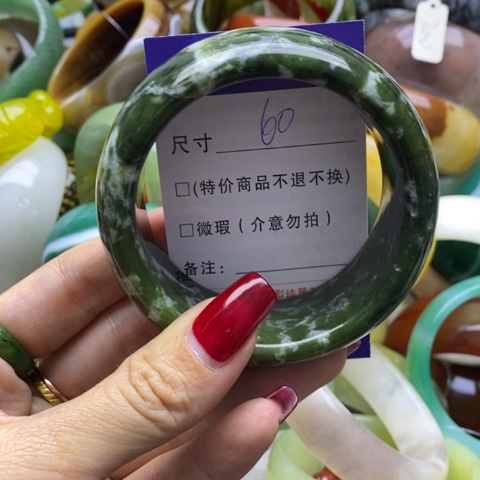 尺寸 60
□(特价商品不退不换)
□微瑕(介意勿拍)
备注: